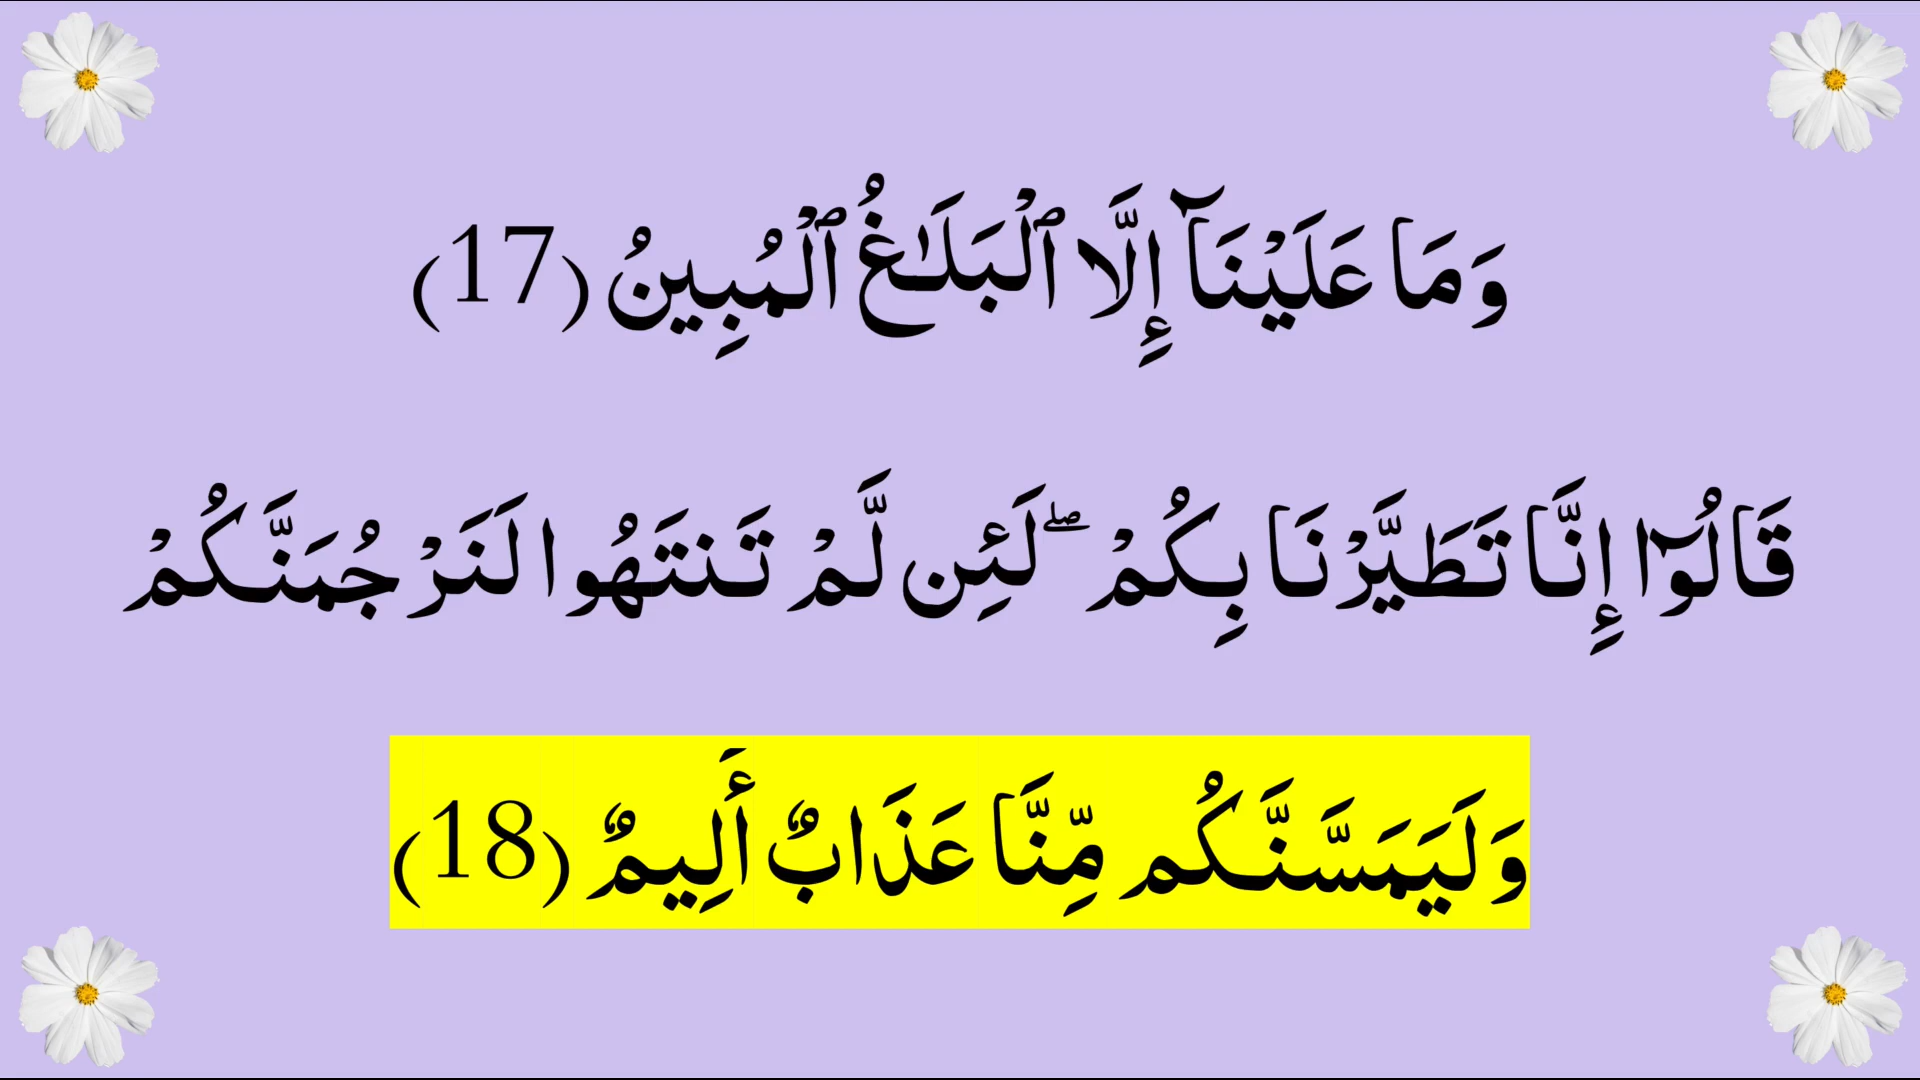 وَمَا عَلَيْنَآ إِلَّا ٱلْبَلَـٰغُ ٱلْمُبِينُ (17)
قَالُوٓا۟ إِنَّا تَطَيَّرْنَا بِكُمْ ۖ لَئِن لَّمْ تَنتَهُوا لَنَرْجُمَنَّكُمْ
وَلَيَمَسَّنَّكُم مِّنَّا عَذَابٌ أَلِيمٌ (18)